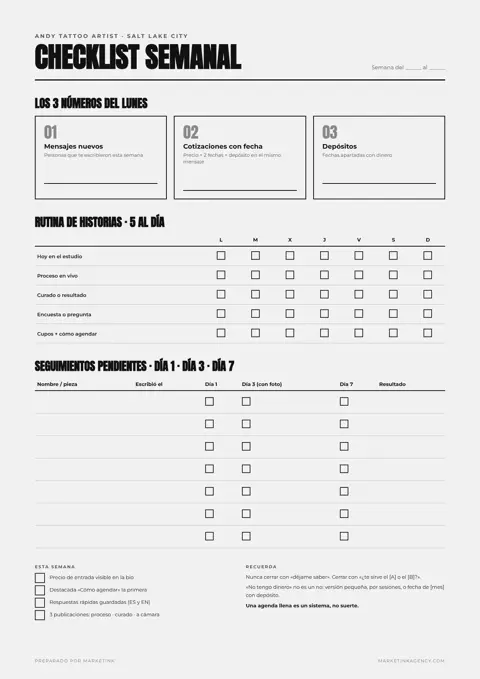 ANDY TATTOO ARTIST · SALT LAKE CITY
CHECKLIST SEMANAL
Semana del _____ al _____
LOS 3 NÚMEROS DEL LUNES
01
Mensajes nuevos
Personas que te escribieron esta semana
02
Cotizaciones con fecha
Precio + 2 fechas + depósito en el mismo
mensaje
03
Depósitos
Fechas apartadas con dinero
RUTINA DE HISTORIAS · 5 AL DÍA
L M X J V S D
Hoy en el estudio
Proceso en vivo
Curado o resultado
Encuesta o pregunta
Cupos + cómo agendar
SEGUIMIENTOS PENDIENTES · DÍA 1 · DÍA 3 · DÍA 7
Nombre / pieza Escribió el Día 1 Día 3 (con foto) Día 7 Resultado
ESTA SEMANA
Precio de entrada visible en la bio
Destacada «Cómo agendar» la primera
Respuestas rápidas guardadas (ES y EN)
3 publicaciones: proceso · curado · a cámara
RECUERDA
Nunca cerrar con «déjame saber». Cerrar con «¿te sirve el [A] o el [B]?».
«No tengo dinero» no es un no: versión pequeña, por sesiones, o fecha de [mes]
con depósito.
Una agenda llena es un sistema, no suerte.
PREPARADO POR MARKETINK
MARKETINKAGENCY.COM